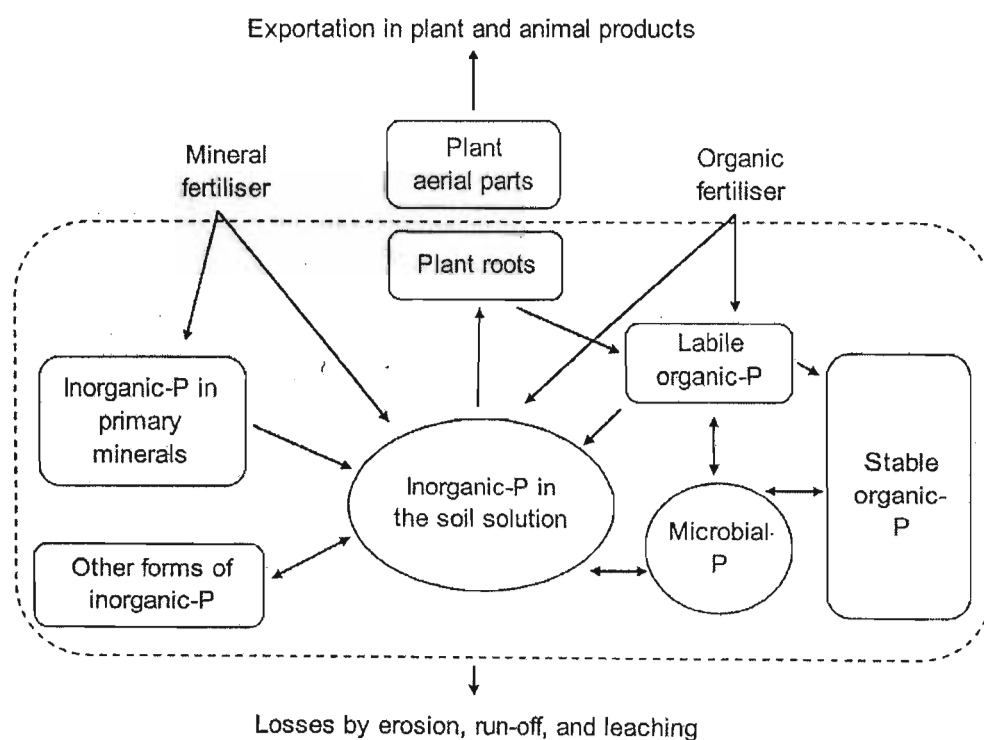 Exportation in plant and animal products
Plant
aerial parts
Mineral
fertiliser
Organic
fertiliser
Plant roots
Labile
organic-P
Inorganic-P in
primary
minerals
Stable
organic-
P
Inorganic-P in
the soil solution
Microbial-
P
Other forms of
inorganic-P
Losses by erosion, run-off, and leaching